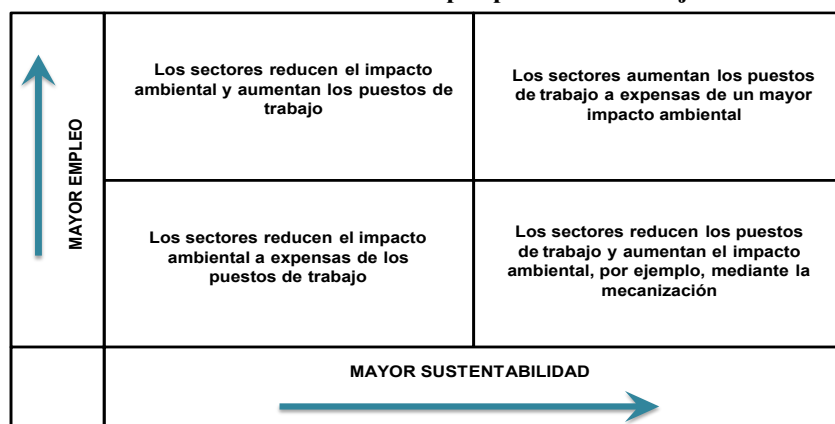 MAYOR EMPLEO
Los sectores reducen el impacto
ambiental y aumentan los puestos de
trabajo
Los sectores aumentan los puestos
de trabajo a expensas de un mayor
impacto ambiental
Los sectores reducen el impacto
ambiental a expensas de los
puestos de trabajo
Los sectores reducen los puestos
de trabajo y aumentan el impacto
ambiental, por ejemplo, mediante la
mecanización
MAYOR SUSTENTABILIDAD